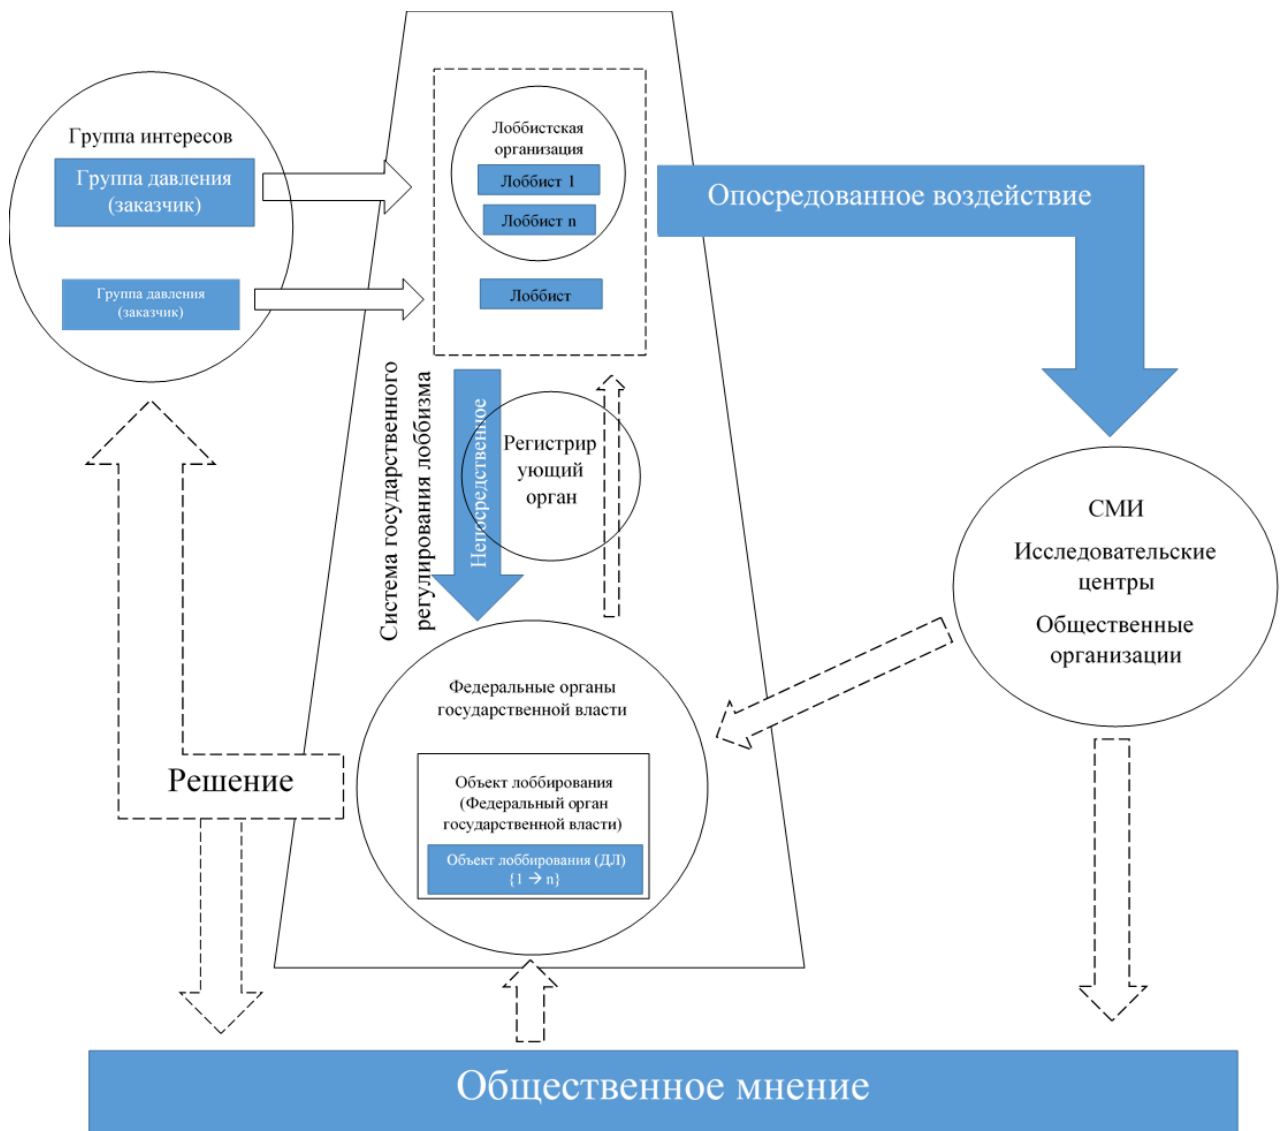 Группа интересов
Группа давления
(заказчик)
Группа давления
(заказчик)
Лоббистская
организация
Лоббист 1
Лоббист n
Лоббист
Опосредованное воздействие
Система государственного
регулирования лоббизма
Непосредственное
Регистрир
ующий
орган
СМИ
Исследовательские
центры
Общественные
организации
Федеральные органы
государственной власти
Объект лоббирования
(Федеральный орган
государственной власти)
Объект лоббирования (ДЛ)
{1 → n}
Решение
Общественное мнение